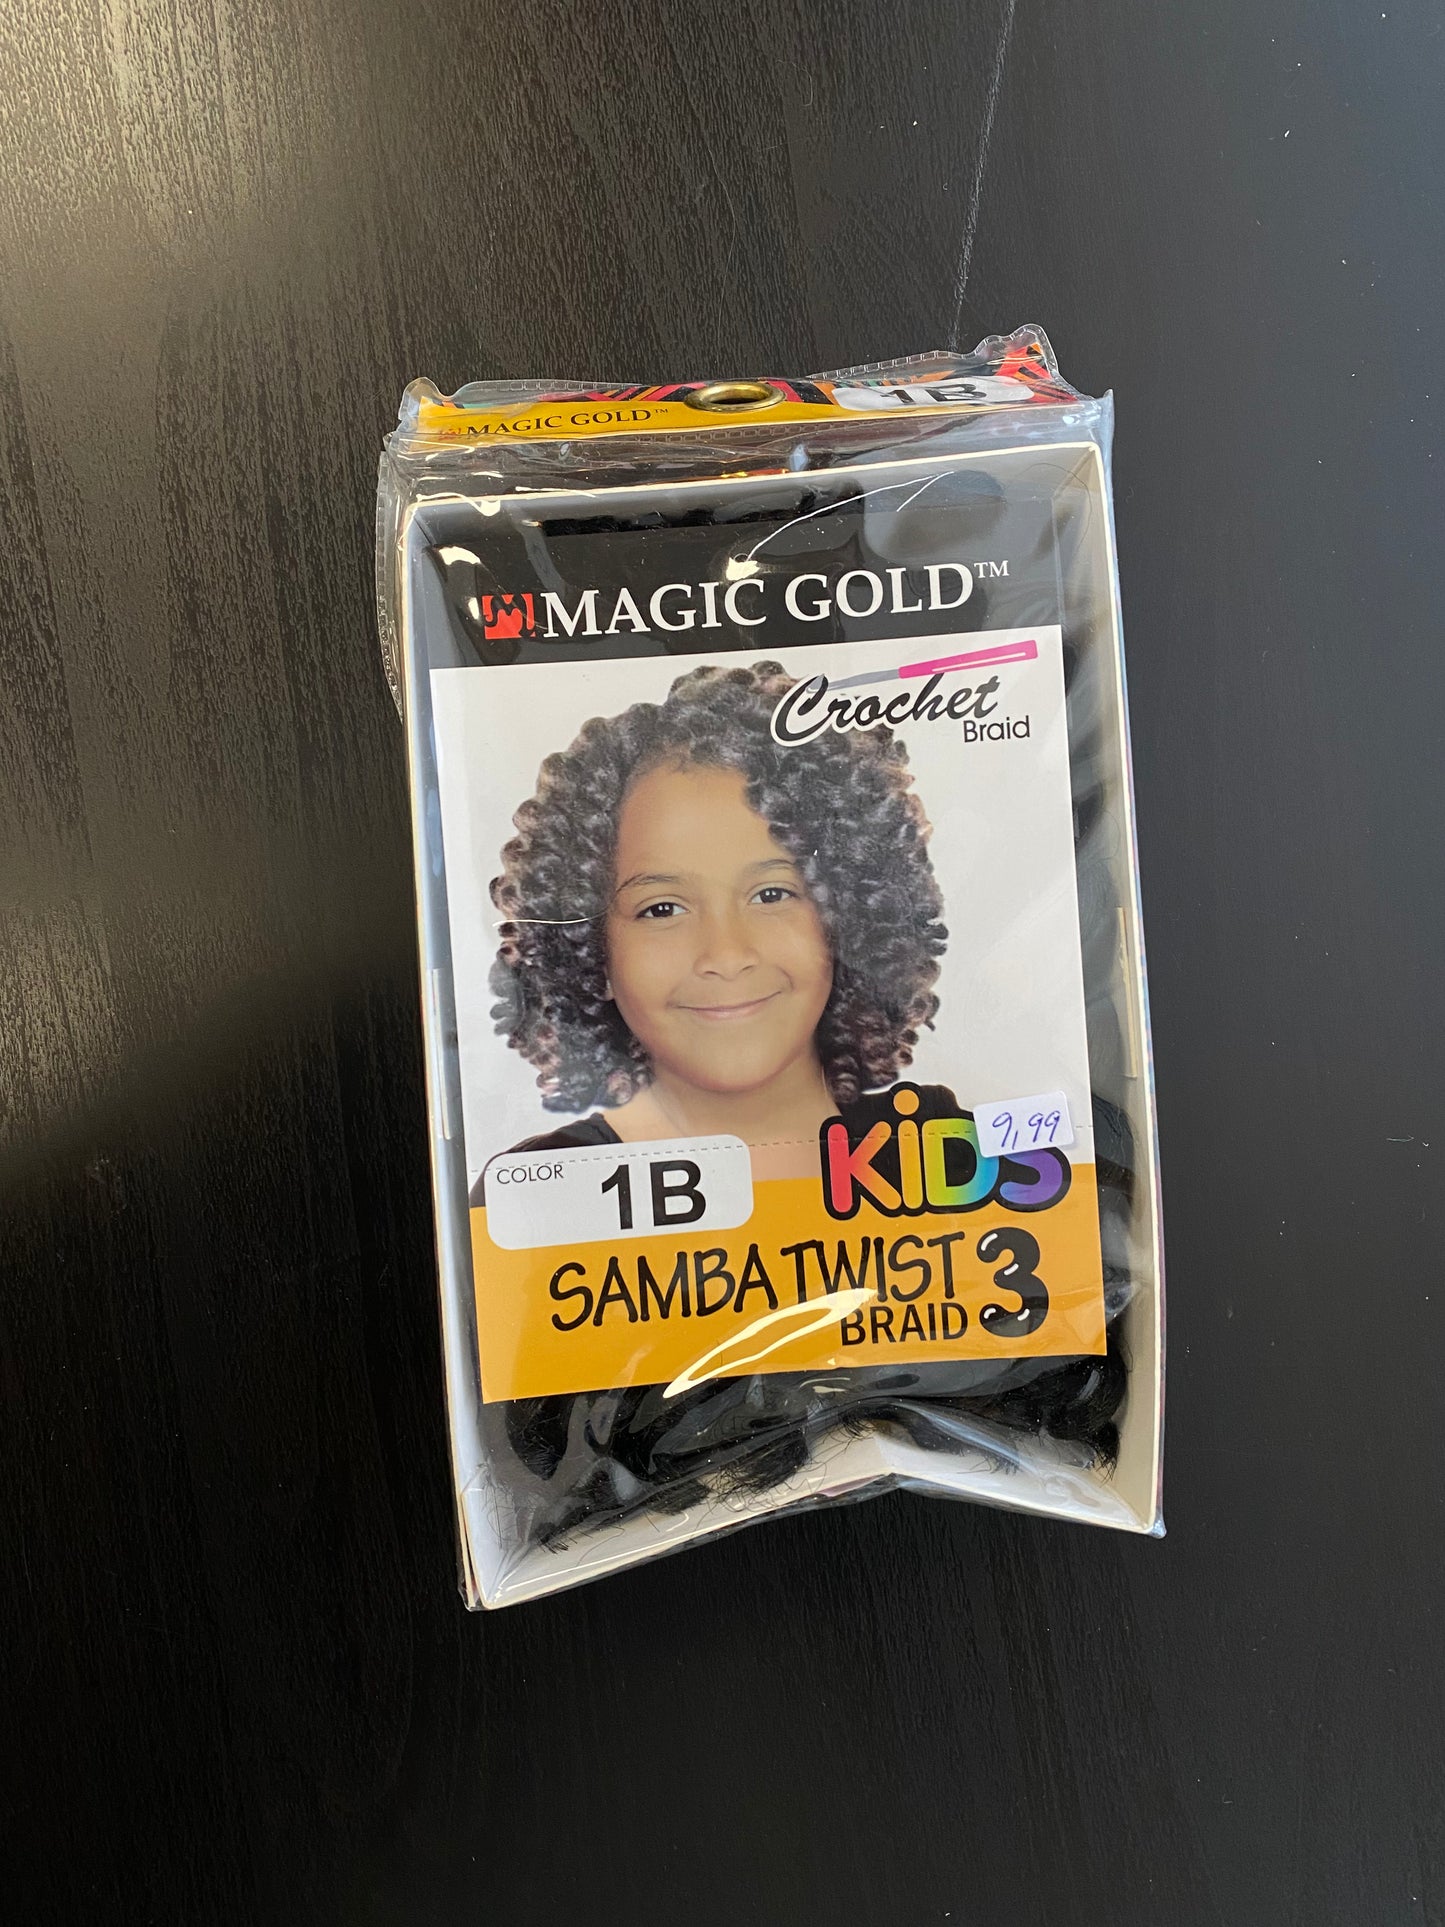 MAGIC GOLD™
1B
MAGIC GOLD™
Crochet
Braid
KiDS
9,99
COLOR
1B
SAMBA TWIST
BRAID 3